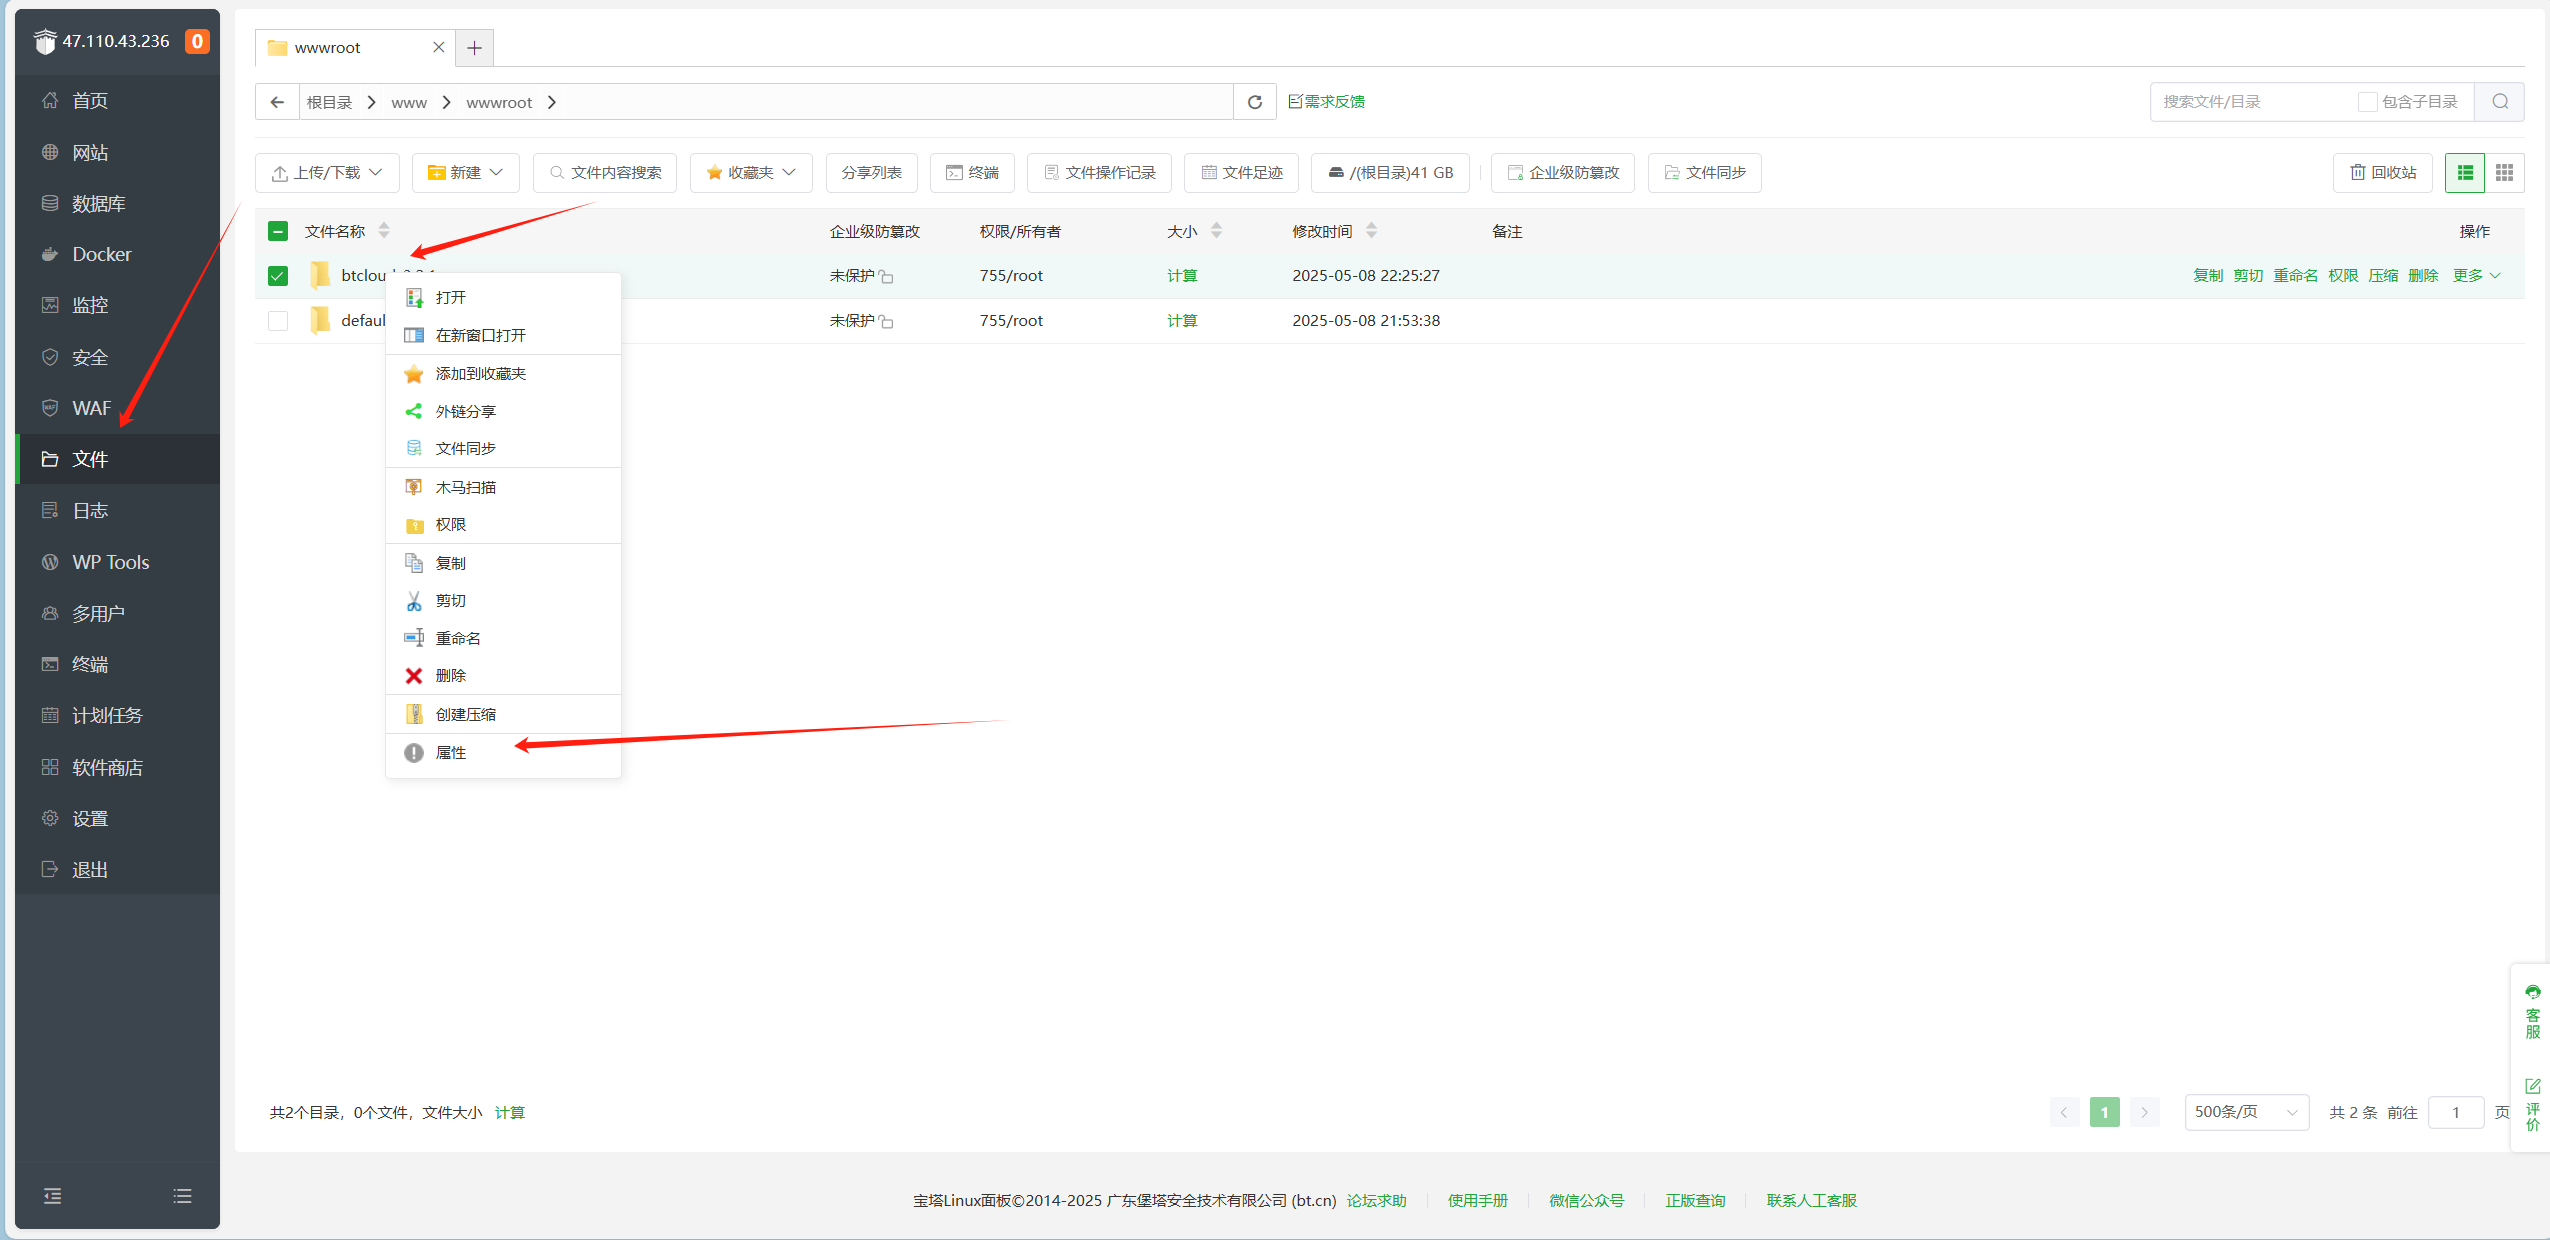 47.110.43.236 0
首页
网站
数据库
Docker
监控
安全
WAF
文件
日志
WP Tools
多用户
终端
计划任务
软件商店
设置
退出
wwwroot
根目录 www wwwroot
需求反馈
搜索文件/目录 包含子目录
上传/下载 新建 文件内容搜索 收藏夹 分享列表 终端 文件操作记录 文件足迹 /(根目录)41 GB 企业级防篡改 文件同步 回收站
文件名称 企业级防篡改 权限/所有者 大小 修改时间 备注 操作
未保护 755/root 计算 2025-05-08 22:25:27 复制 剪切 重命名 权限 压缩 删除 更多
defaul 未保护 755/root 计算 2025-05-08 21:53:38
打开
在新窗口打开
添加到收藏夹
外链分享
文件同步
木马扫描
权限
复制
剪切
重命名
删除
创建压缩
属性
共2个目录，0个文件，文件大小 计算
1 500条/页 共 2 条 前往 1 页
客服
评价
宝塔Linux面板©2014-2025 广东堡塔安全技术有限公司 (bt.cn) 论坛求助 使用手册 微信公众号 正版查询 联系人工客服